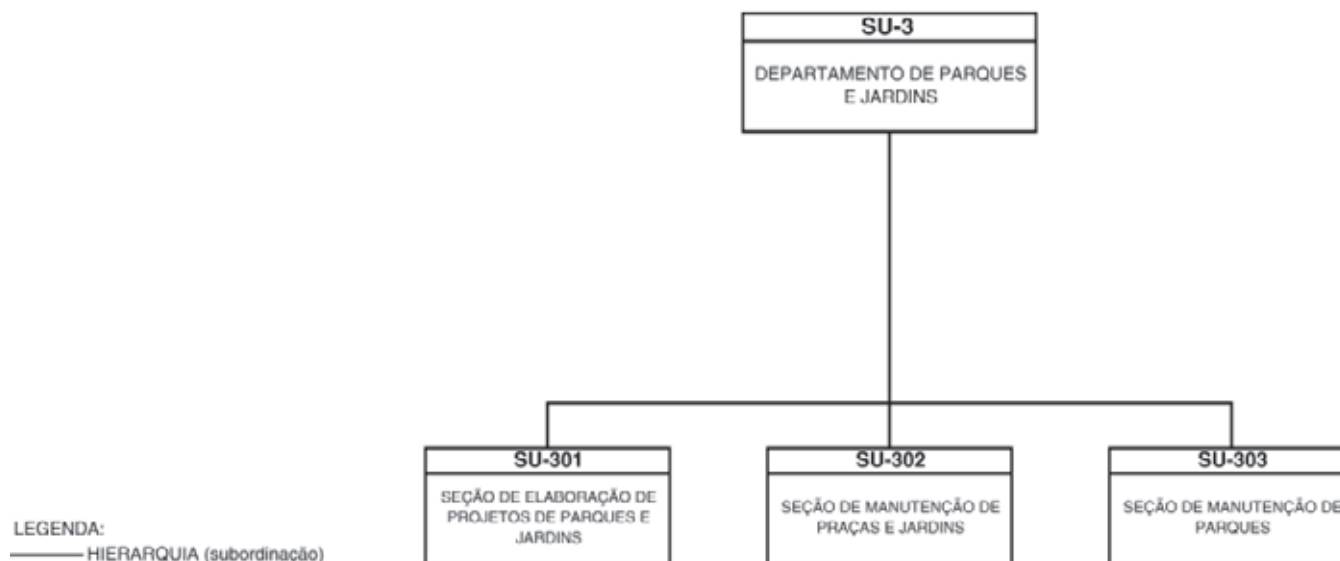 SU-3
DEPARTAMENTO DE PARQUES
E JARDINS
SU-301
SEÇÃO DE ELABORAÇÃO DE
PROJETOS DE PARQUES E
JARDINS
SU-302
SEÇÃO DE MANUTENÇÃO DE
PRAÇAS E JARDINS
SU-303
SEÇÃO DE MANUTENÇÃO DE
PARQUES
LEGENDA:
HIERARQUIA (subordinacão)